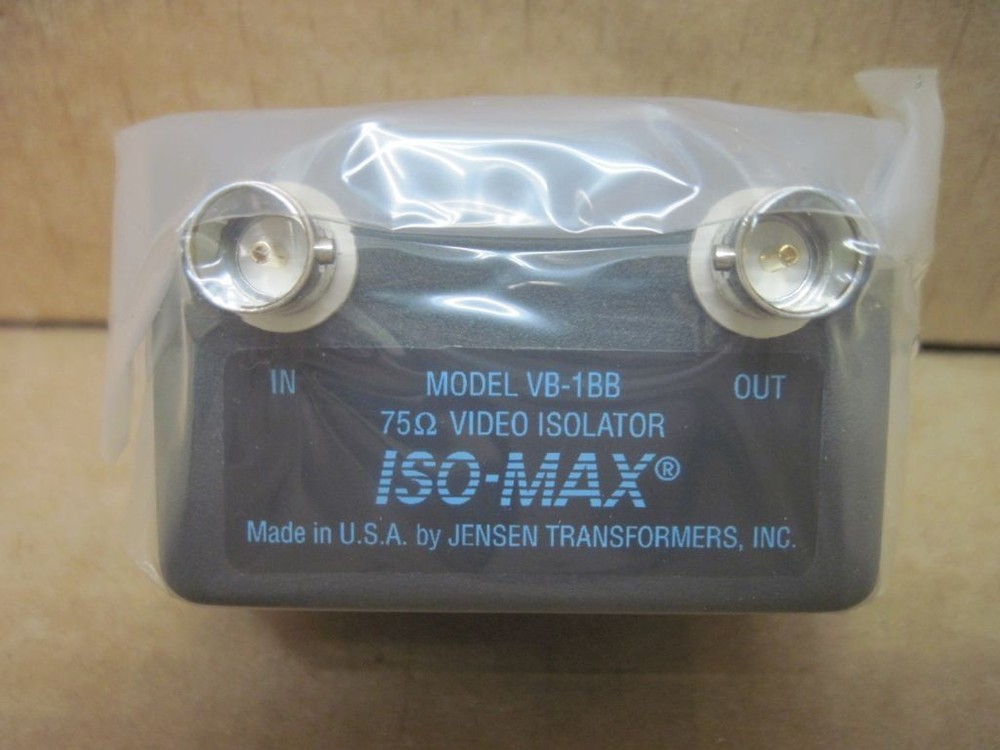 IN MODEL VB-1BB OUT
75Ω VIDEO ISOLATOR
ISO-MAX®
Made in U.S.A. by JENSEN TRANSFORMERS, INC.